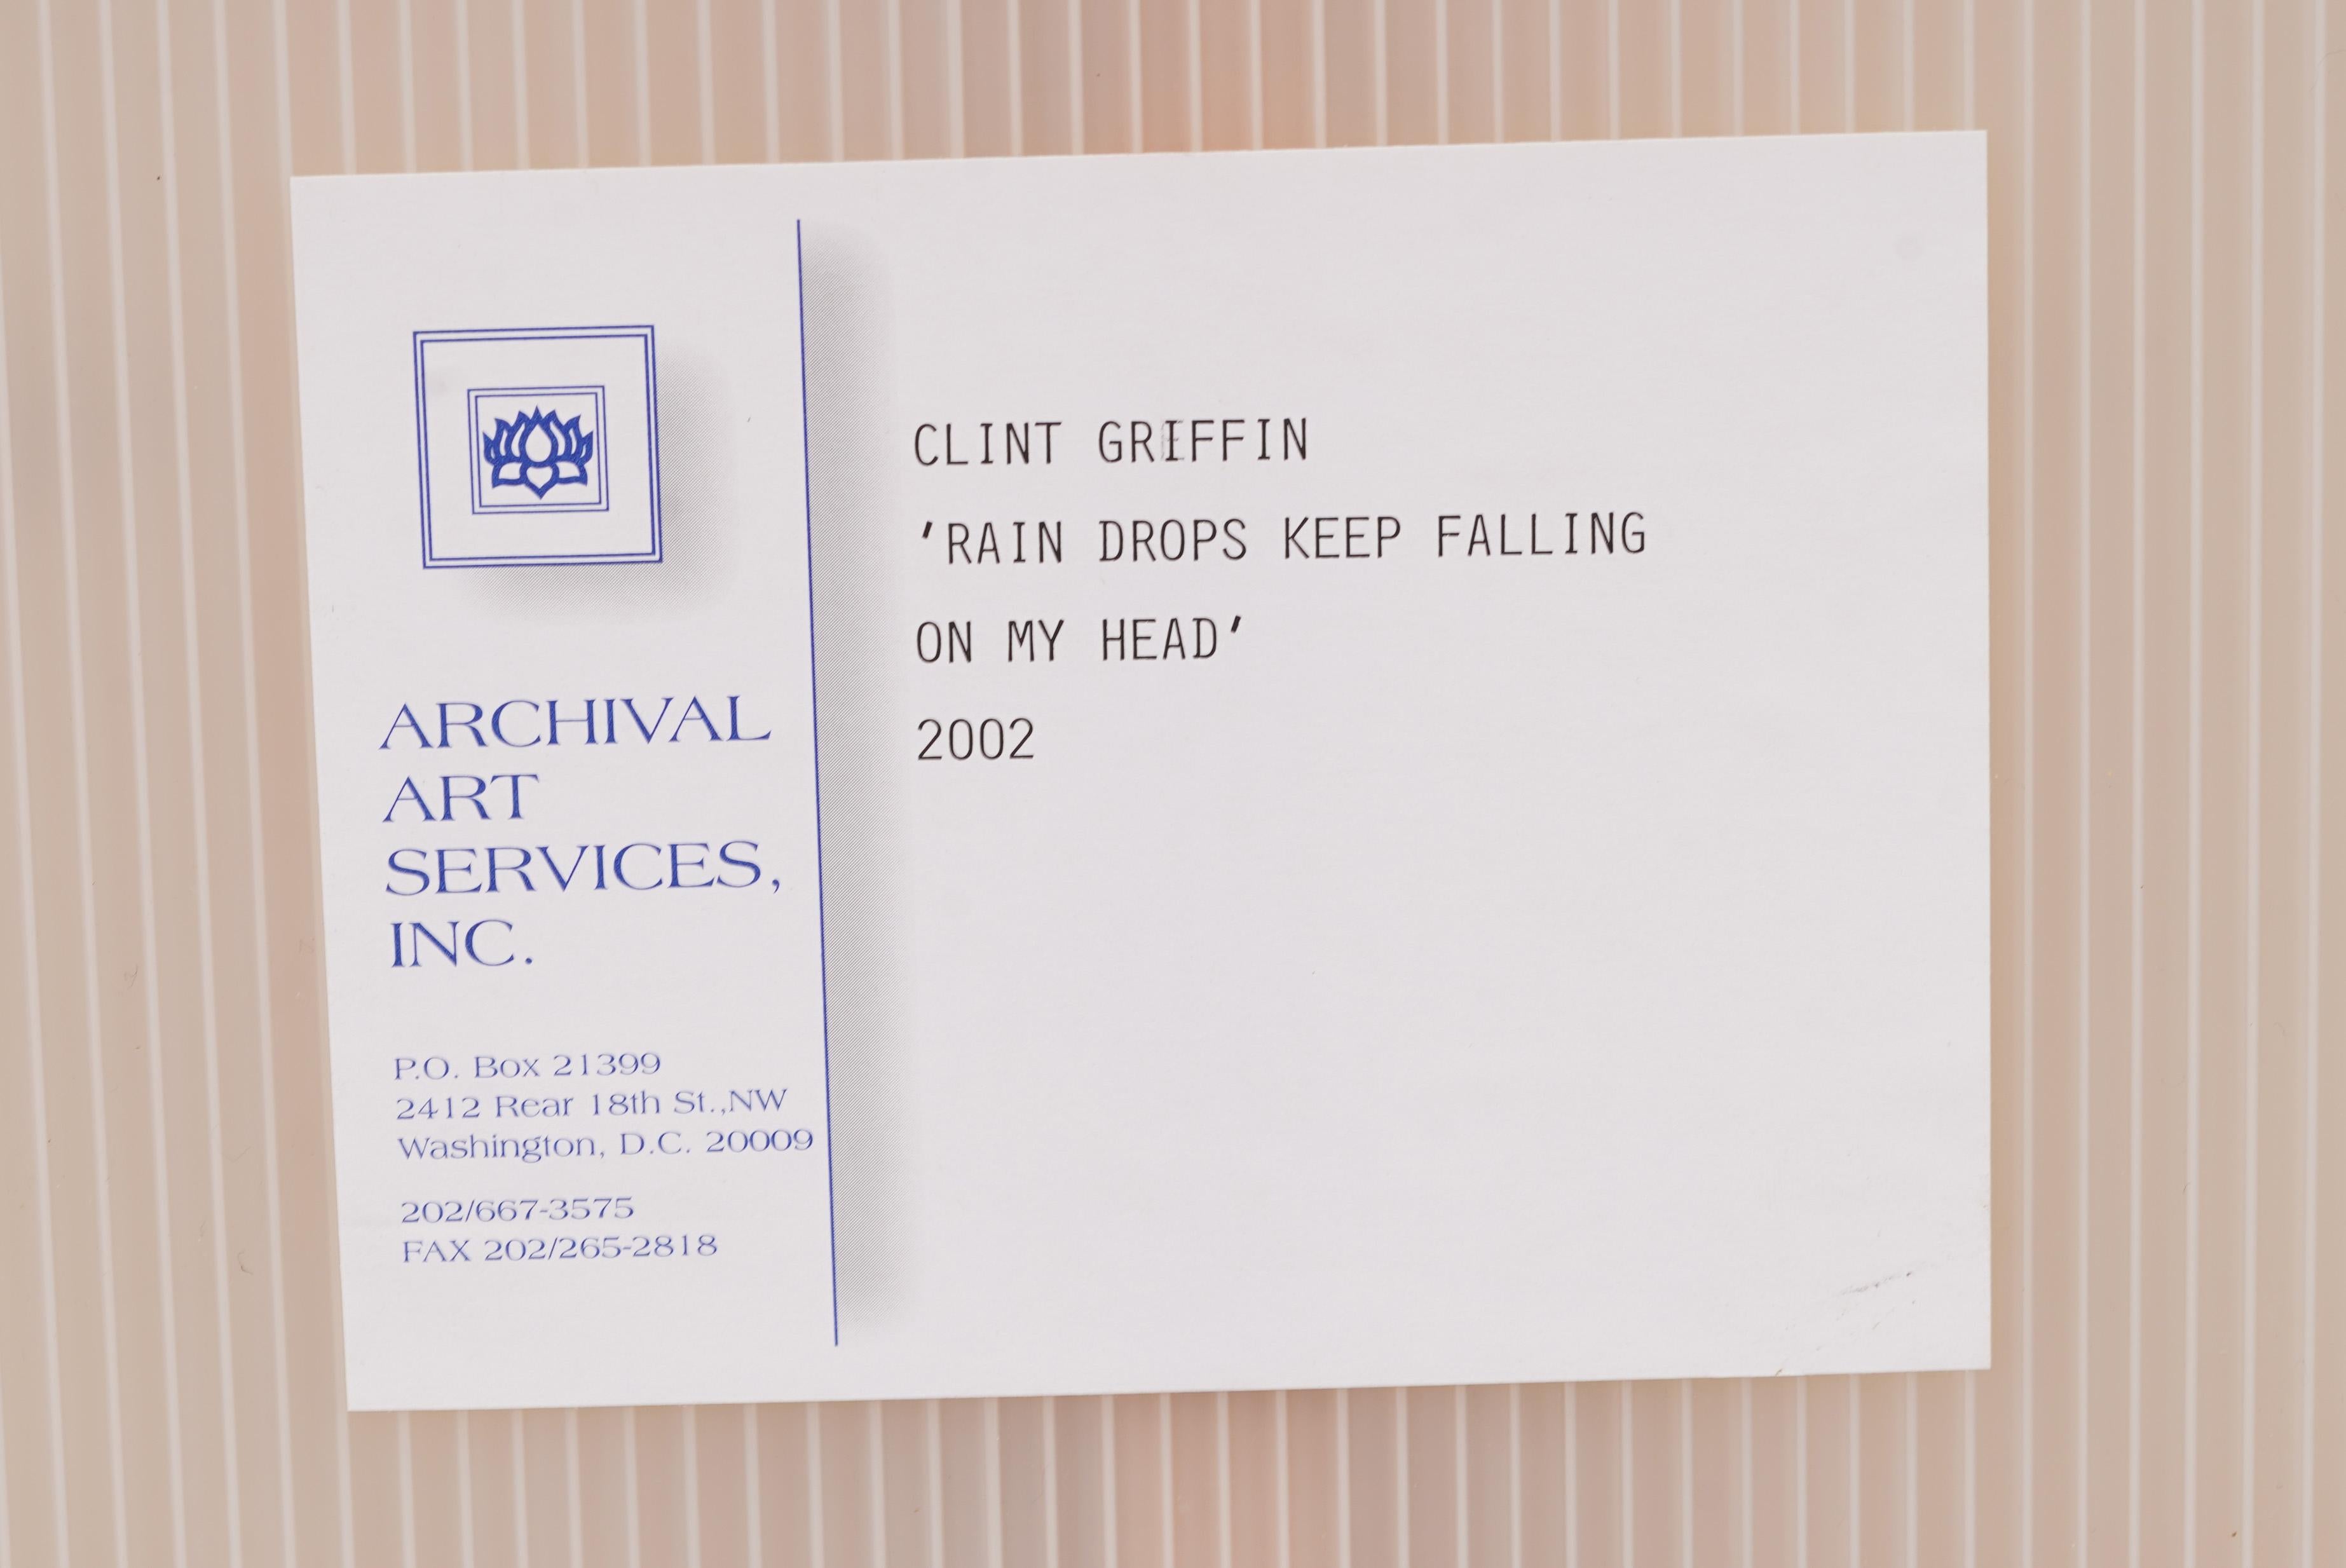 ARCHIVAL
ART
SERVICES,
INC.
P.O. Box 21399
2412 Rear 18th St.,NW
Washington, D.C. 20009
202/667-3575
FAX 202/265-2818
CLINT GRIFFIN
'RAIN DROPS KEEP FALLING
ON MY HEAD'
2002